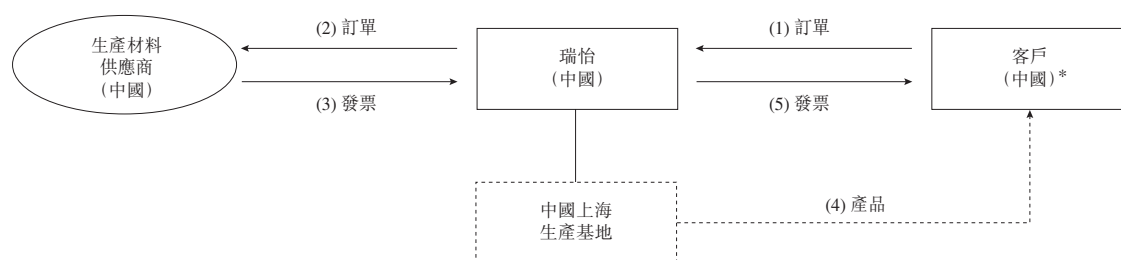 生產材料
供應商
(中國)
(2) 訂單
(3) 發票
瑞怡
(中國)
(1) 訂單
(5) 發票
客戶
(中國)*
中國上海
生產基地
(4) 產品